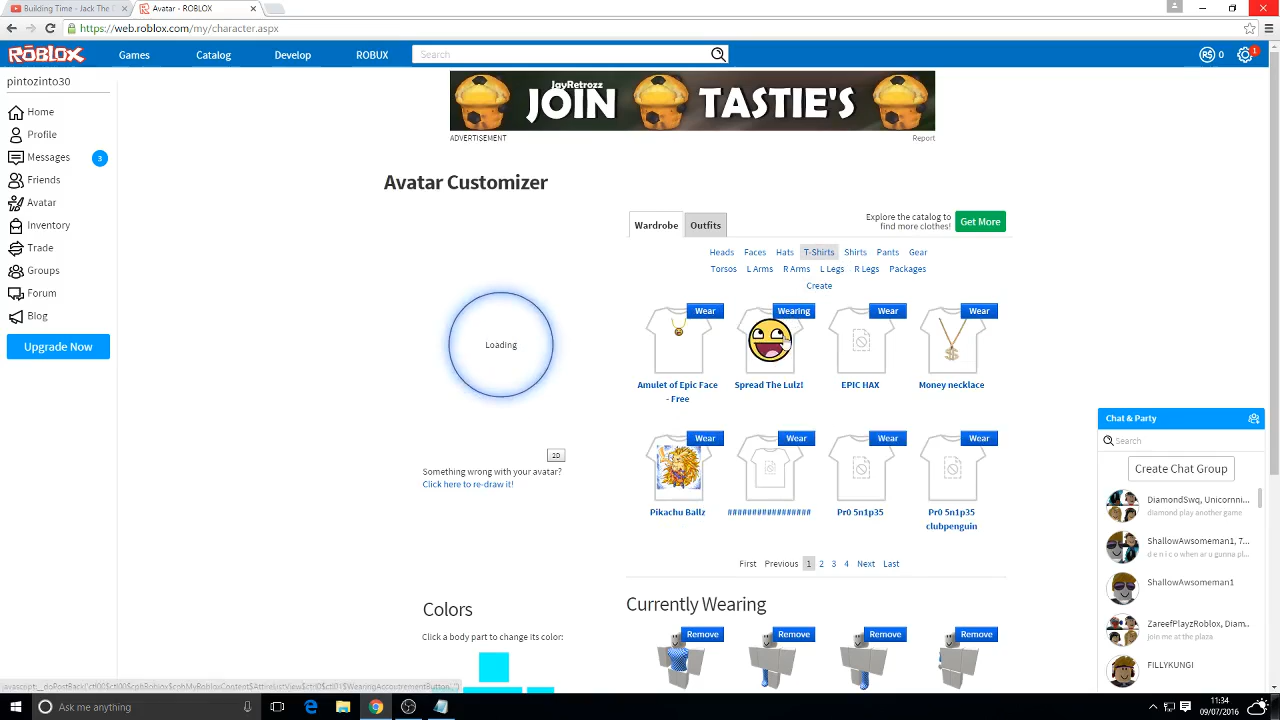 Building Time - Jack The
Avatar - ROBLOX
https://web.roblox.com/my/character.aspx
ROBLOX
Games
Catalog
Develop
ROBUX
Search
R$ 0
1
pintozinto30
Home
Profile
Messages
3
Friends
Avatar
Inventory
Trade
Groups
Forum
Blog
Upgrade Now
JayRetrozz
JOIN TASTIE'S
ADVERTISEMENT
Report
Avatar Customizer
Wardrobe
Outfits
Explore the catalog to
find more clothes!
Get More
Heads Faces Hats T-Shirts Shirts Pants Gear
Torsos L Arms R Arms L Legs R Legs Packages
Create
Loading
2D
Something wrong with your avatar?
Click here to re-draw it!
Wear
Wearing
Wear
Wear
$
Amulet of Epic Face
- Free
Spread The Lulz!
EPIC HAX
Money necklace
Wear
Wear
Wear
Wear
Pikachu Ballz
################
Pr0 5n1p35
Pr0 5n1p35
clubpenguin
First Previous 1 2 3 4 Next Last
Colors
Click a body part to change its color:
Currently Wearing
Remove
Remove
Remove
Remove
Chat & Party
Search
Create Chat Group
DiamondSwq, Unicornni...
diamond play another game
ShallowAwsomeman1, 7...
d e n i c o when ar u gunna pl...
ShallowAwsomeman1
ZareefPlayzRoblox, Diam..
join me at the plaza
FILLYKUNGI
Ask me anything
11:34
09/07/2016